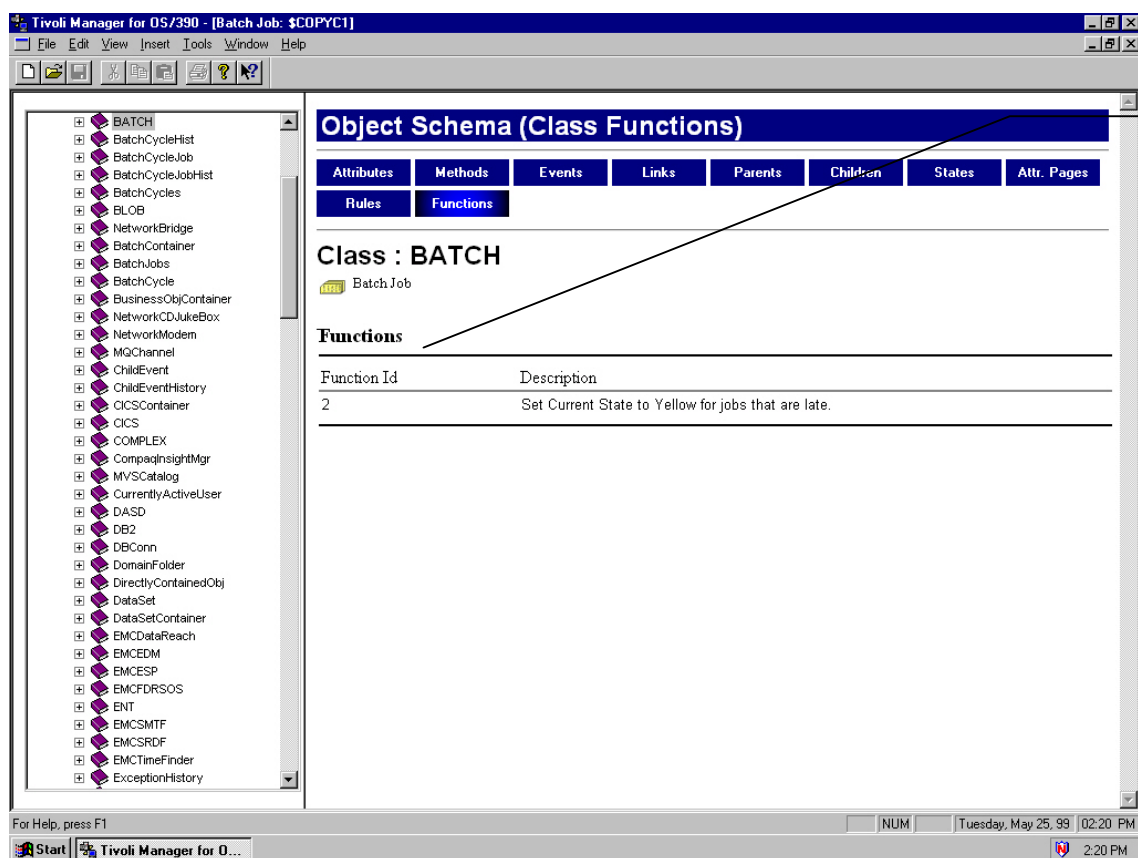 Tivoli Manager for OS/390 - [Batch Job: $COPYC1]
File Edit View Insert Tools Window Help
BATCH
BatchCycleHist
BatchCycleJob
BatchCycleJobHist
BatchCycles
BLOB
NetworkBridge
BatchContainer
BatchJobs
BatchCycle
BusinessObjContainer
NetworkCDJukeBox
NetworkModem
MQChannel
ChildEvent
ChildEventHistory
CICSContainer
CICS
COMPLEX
CompaqInsightMgr
MVSCatalog
CurrentlyActiveUser
DASD
DB2
DBConn
DomainFolder
DirectlyContainedObj
DataSet
DataSetContainer
EMCDataReach
EMCEDM
EMCESP
EMCFDRSOS
ENT
EMCSMTF
EMCSRDF
EMCTimeFinder
ExceptionHistory
Object Schema (Class Functions)
Attributes Methods Events Links Parents Children States Attr. Pages
Rules Functions
Class : BATCH
Batch Job
Functions
Function Id Description
2 Set Current State to Yellow for jobs that are late.
For Help, press F1 NUM Tuesday, May 25, 99 02:20 PM
Start Tivoli Manager for O... 2:20 PM